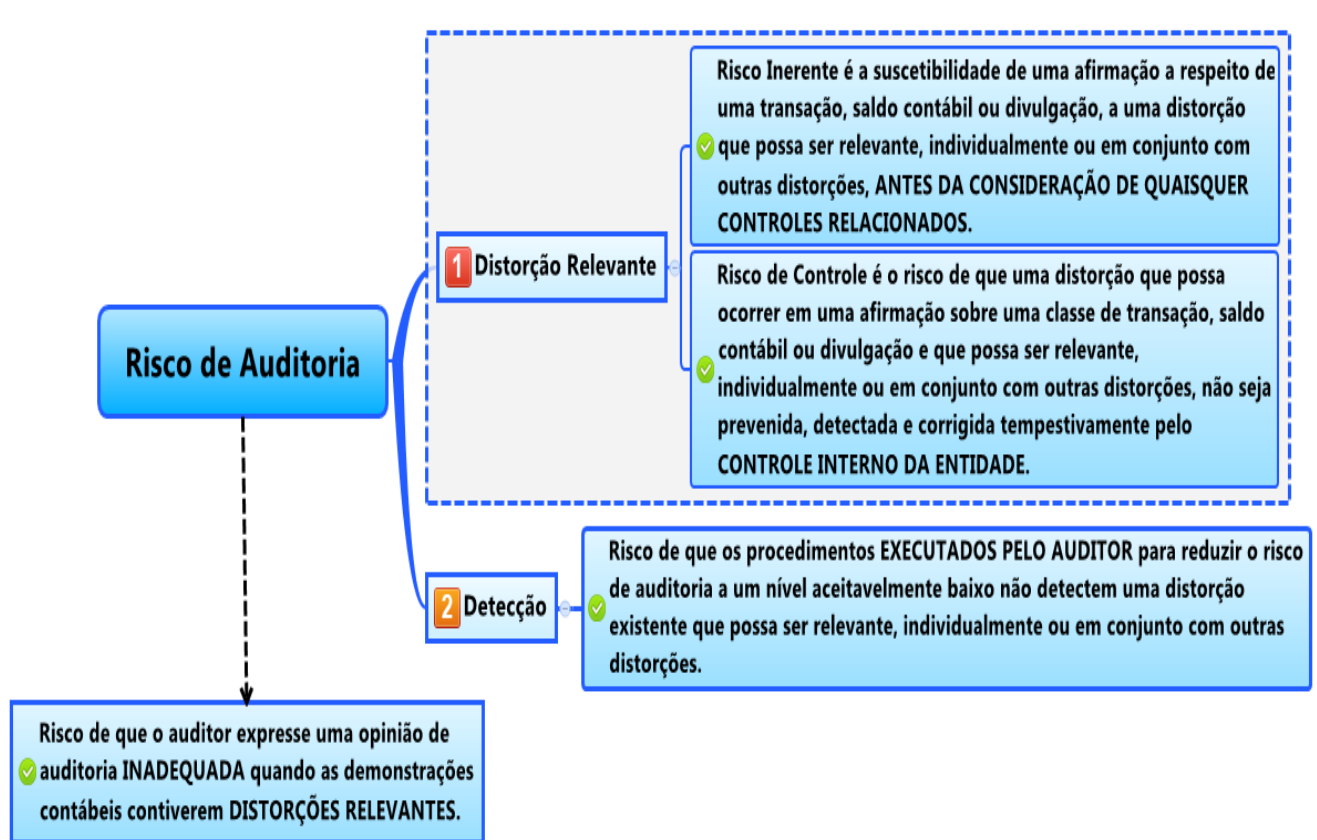 Risco de Auditoria
1 Distorção Relevante
Risco Inerente é a suscetibilidade de uma afirmação a respeito de
uma transação, saldo contábil ou divulgação, a uma distorção
que possa ser relevante, individualmente ou em conjunto com
outras distorções, ANTES DA CONSIDERAÇÃO DE QUAISQUER
CONTROLES RELACIONADOS.
Risco de Controle é o risco de que uma distorção que possa
ocorrer em uma afirmação sobre uma classe de transação, saldo
contábil ou divulgação e que possa ser relevante,
individualmente ou em conjunto com outras distorções, não seja
prevenida, detectada e corrigida tempestivamente pelo
CONTROLE INTERNO DA ENTIDADE.
2 Detecção
Risco de que os procedimentos EXECUTADOS PELO AUDITOR para reduzir o risco
de auditoria a um nível aceitavelmente baixo não detectem uma distorção
existente que possa ser relevante, individualmente ou em conjunto com outras
distorções.
Risco de que o auditor expresse uma opinião de
auditoria INADEQUADA quando as demonstrações
contábeis contiverem DISTORÇÕES RELEVANTES.